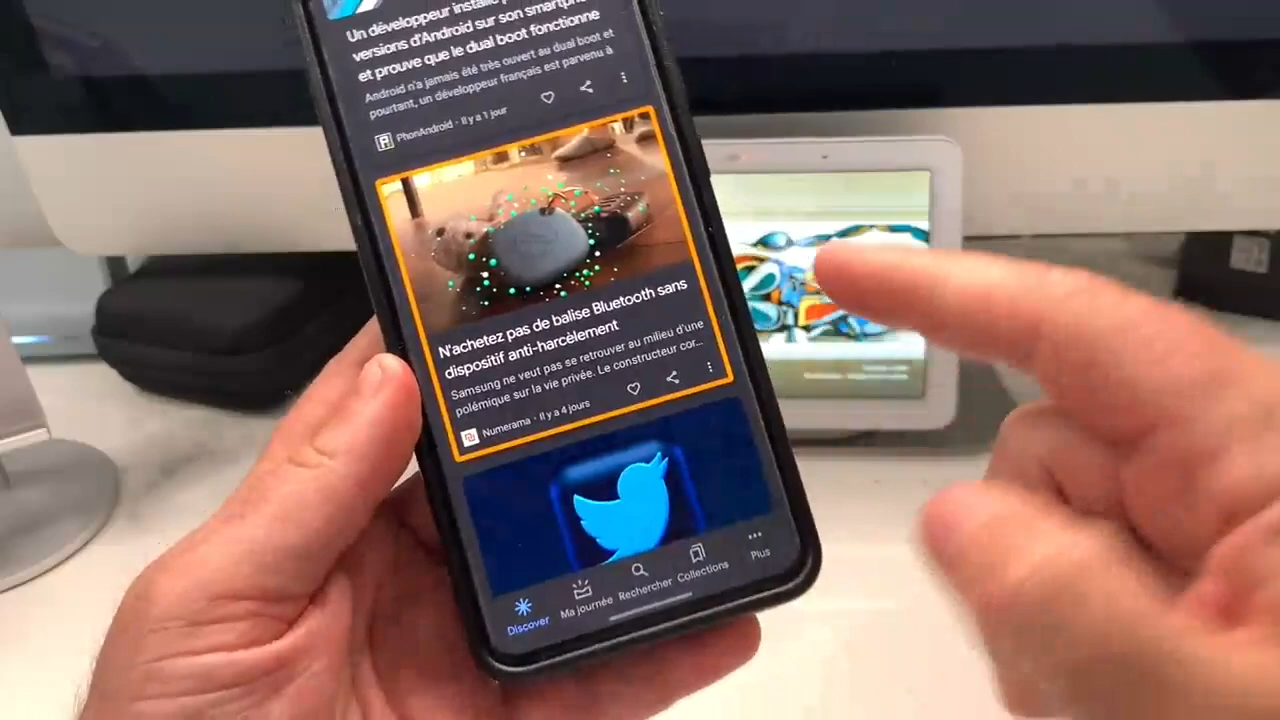 Un développeur installe
versions d'Android sur son smartph
et prouve que le dual boot fonctionne
Android n'a jamais été très ouvert au dual boot et
pourtant, un développeur français est parvenu à
PhonAndroid · Il y a 1 jour
N'achetez pas de balise Bluetooth sans
dispositif anti-harcèlement
Samsung ne veut pas se retrouver au milieu d'une
polémique sur la vie privée. Le constructeur cor...
Numerama · Il y a 4 jours
Discover
Ma journée
Rechercher
Collections
Plus